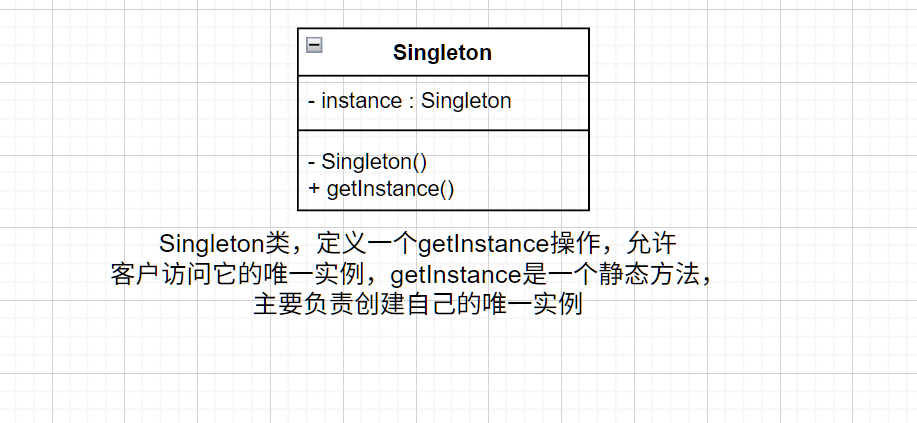 Singleton
- instance : Singleton
- Singleton()
+ getInstance()
Singleton类，定义一个getInstance操作，允许
客户访问它的唯一实例，getInstance是一个静态方法，
主要负责创建自己的唯一实例